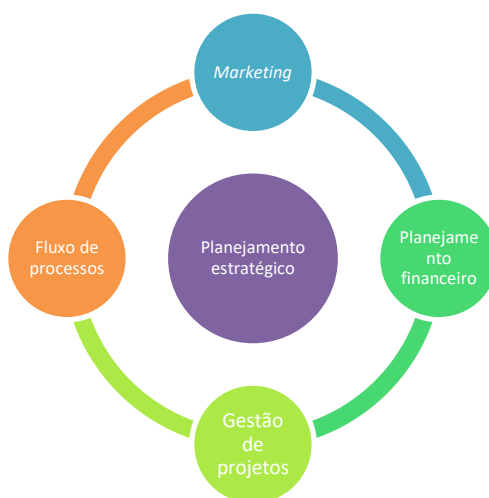 Marketing
Fluxo de
processos
Planejamento
estratégico
Planejame
nto
financeiro
Gestão
de
projetos